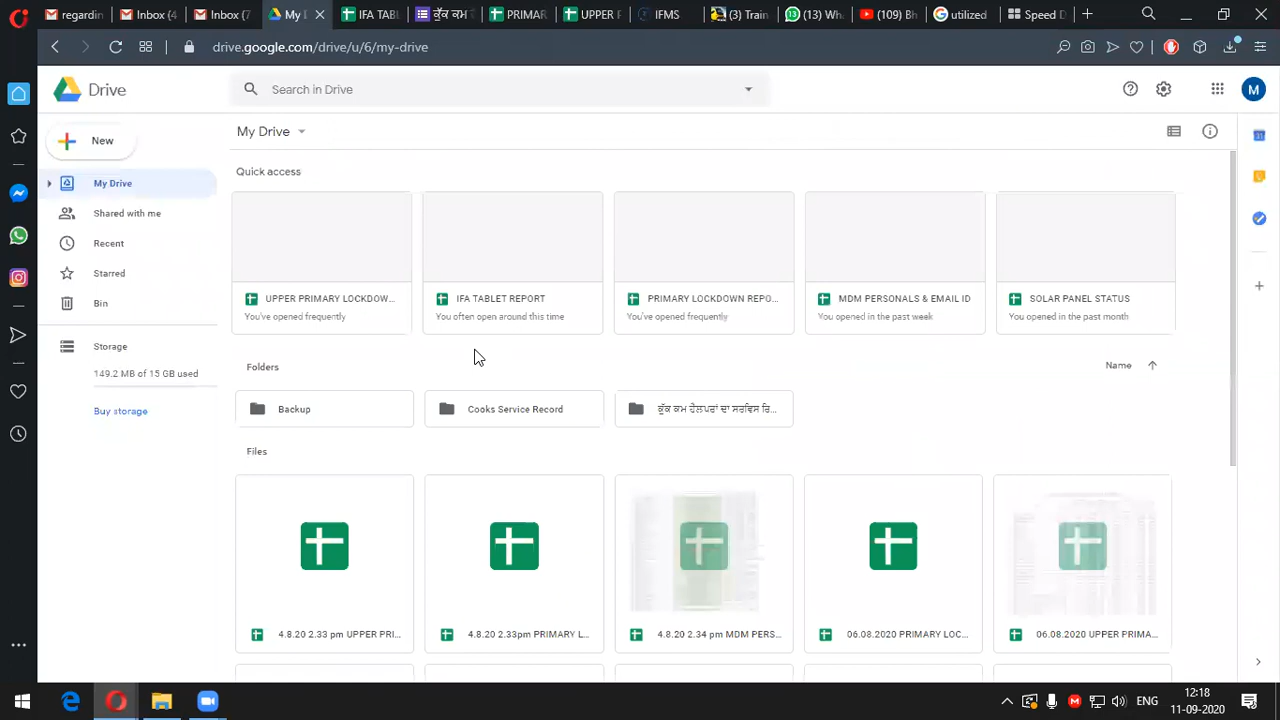 regardin
Inbox (4
Inbox (7
My D
IFA TABL
ਕੁੱਕ ਕਮ
PRIMAR
UPPER F
IFMS
(3) Train
(13) Wha
(109) Bh
utilized
Speed D
drive.google.com/drive/u/6/my-drive
Drive
Search in Drive
M
New
My Drive
My Drive
Shared with me
Recent
Starred
Bin
Storage
149.2 MB of 15 GB used
Buy storage
Quick access
UPPER PRIMARY LOCKDOW...
You've opened frequently
IFA TABLET REPORT
You often open around this time
PRIMARY LOCKDOWN REPO...
You've opened frequently
MDM PERSONALS & EMAIL ID
You opened in the past week
SOLAR PANEL STATUS
You opened in the past month
Folders
Name
Backup
Cooks Service Record
ਕੁੱਕ ਕਮ ਹੈਲਪਰਾਂ ਦਾ ਸਰਵਿਸ ਰਿ...
Files
4.8.20 2.33 pm UPPER PRI...
4.8.20 2.33pm PRIMARY L...
4.8.20 2.34 pm MDM PERS...
06.08.2020 PRIMARY LOC...
06.08.2020 UPPER PRIMA...
ENG
12:18
11-09-2020